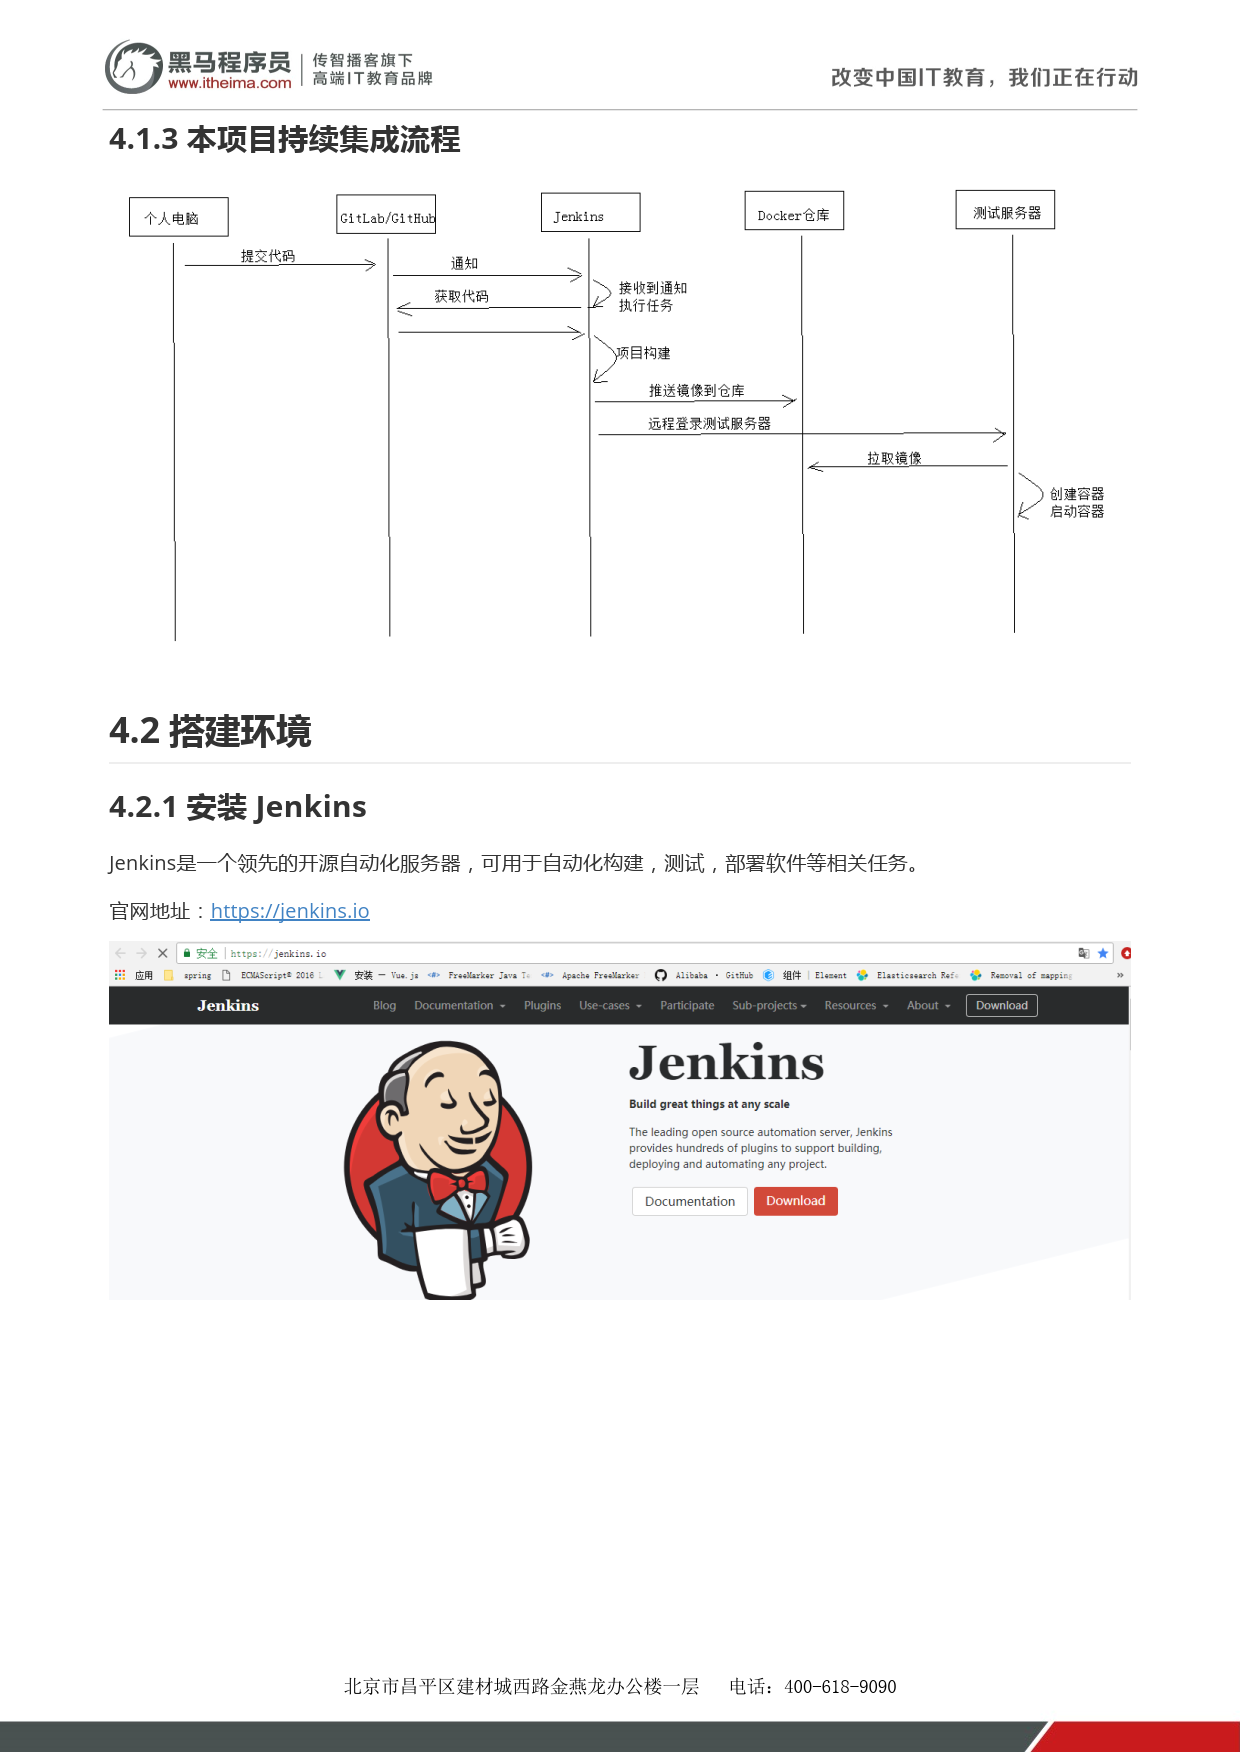 黑马程序员
www.itheima.com
传智播客旗下
高端IT教育品牌
改变中国IT教育，我们正在行动
4.1.3 本项目持续集成流程
个人电脑
GitLab/GitHub
Jenkins
Docker仓库
测试服务器
提交代码
通知
接收到通知
执行任务
获取代码
项目构建
推送镜像到仓库
远程登录测试服务器
拉取镜像
创建容器
启动容器
4.2 搭建环境
4.2.1 安装 Jenkins
Jenkins是一个领先的开源自动化服务器，可用于自动化构建，测试，部署软件等相关任务。
官网地址：https://jenkins.io
安全 | https://jenkins.io
应用 spring ECMAScript® 2016 L 安装 — Vue.js FreeMarker Java Te Apache FreeMarker Alibaba · GitHub 组件 | Element Elasticsearch Refe Removal of mapping »
Jenkins Blog Documentation Plugins Use-cases Participate Sub-projects Resources About Download
Jenkins
Build great things at any scale
The leading open source automation server, Jenkins
provides hundreds of plugins to support building,
deploying and automating any project.
Documentation Download
北京市昌平区建材城西路金燕龙办公楼一层 电话：400-618-9090